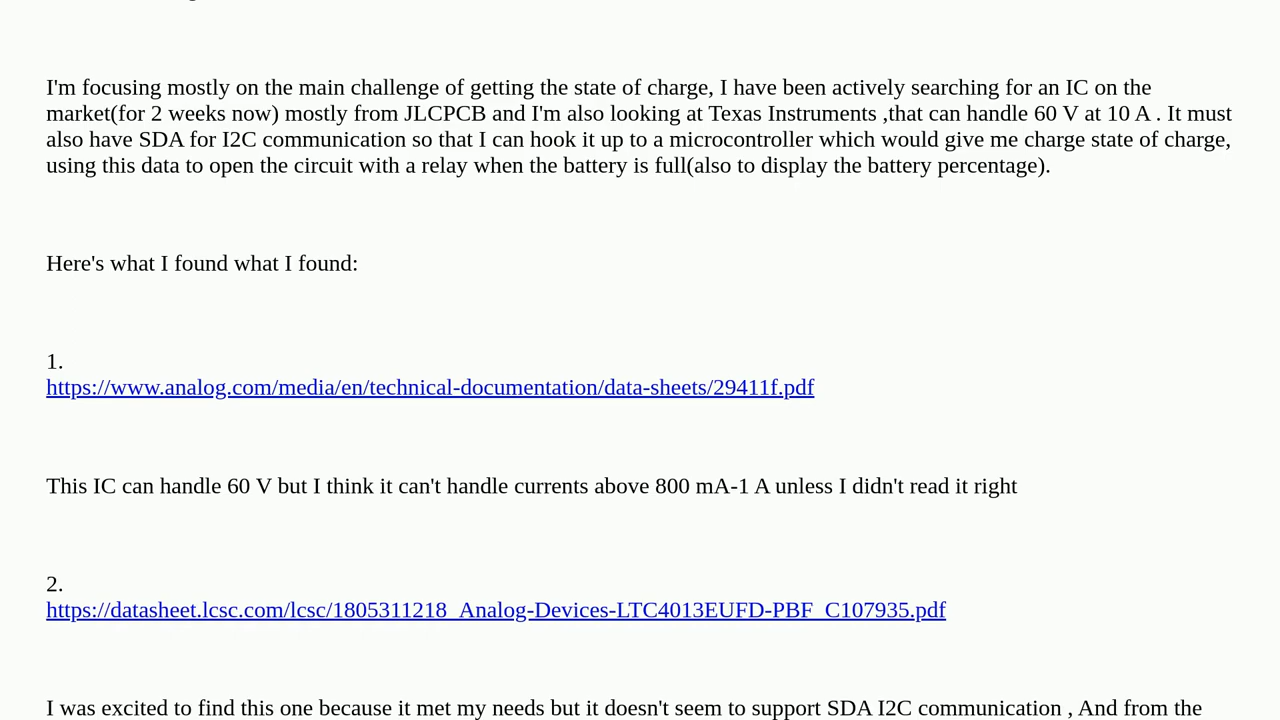 I'm focusing mostly on the main challenge of getting the state of charge, I have been actively searching for an IC on the
market(for 2 weeks now) mostly from JLCPCB and I'm also looking at Texas Instruments ,that can handle 60 V at 10 A . It must
also have SDA for I2C communication so that I can hook it up to a microcontroller which would give me charge state of charge,
using this data to open the circuit with a relay when the battery is full(also to display the battery percentage).
Here's what I found what I found:
1.
https://www.analog.com/media/en/technical-documentation/data-sheets/29411f.pdf
This IC can handle 60 V but I think it can't handle currents above 800 mA-1 A unless I didn't read it right
2.
https://datasheet.lcsc.com/lcsc/1805311218_Analog-Devices-LTC4013EUFD-PBF_C107935.pdf
I was excited to find this one because it met my needs but it doesn't seem to support SDA I2C communication , And from the